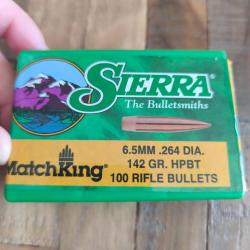 SIERRA
The Bulletsmiths
MatchKing
6.5MM .264 DIA.
142 GR. HPBT
100 RIFLE BULLETS